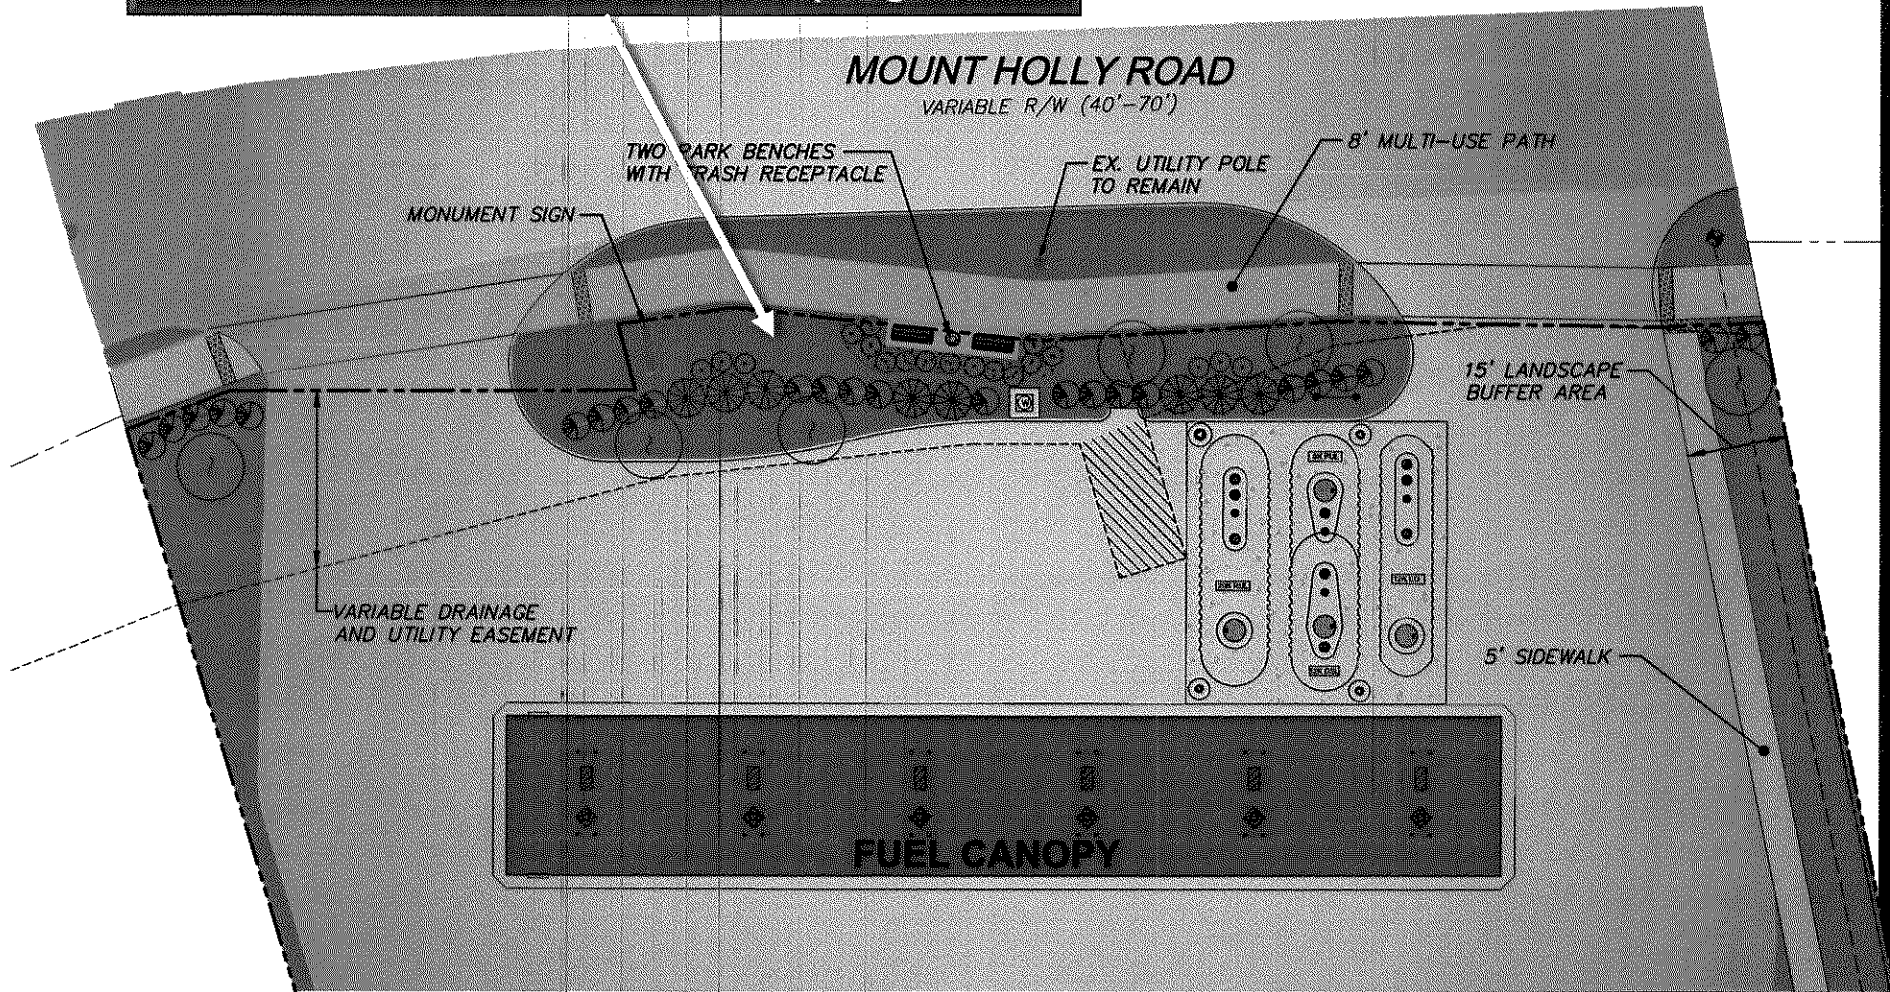 MOUNT HOLLY ROAD
VARIABLE R/W (40'-70')
TWO PARK BENCHES
WITH TRASH RECEPTACLE
EX. UTILITY POLE
TO REMAIN
8' MULTI-USE PATH
MONUMENT SIGN
15' LANDSCAPE
BUFFER AREA
VARIABLE DRAINAGE
AND UTILITY EASEMENT
5' SIDEWALK
FUEL CANOPY